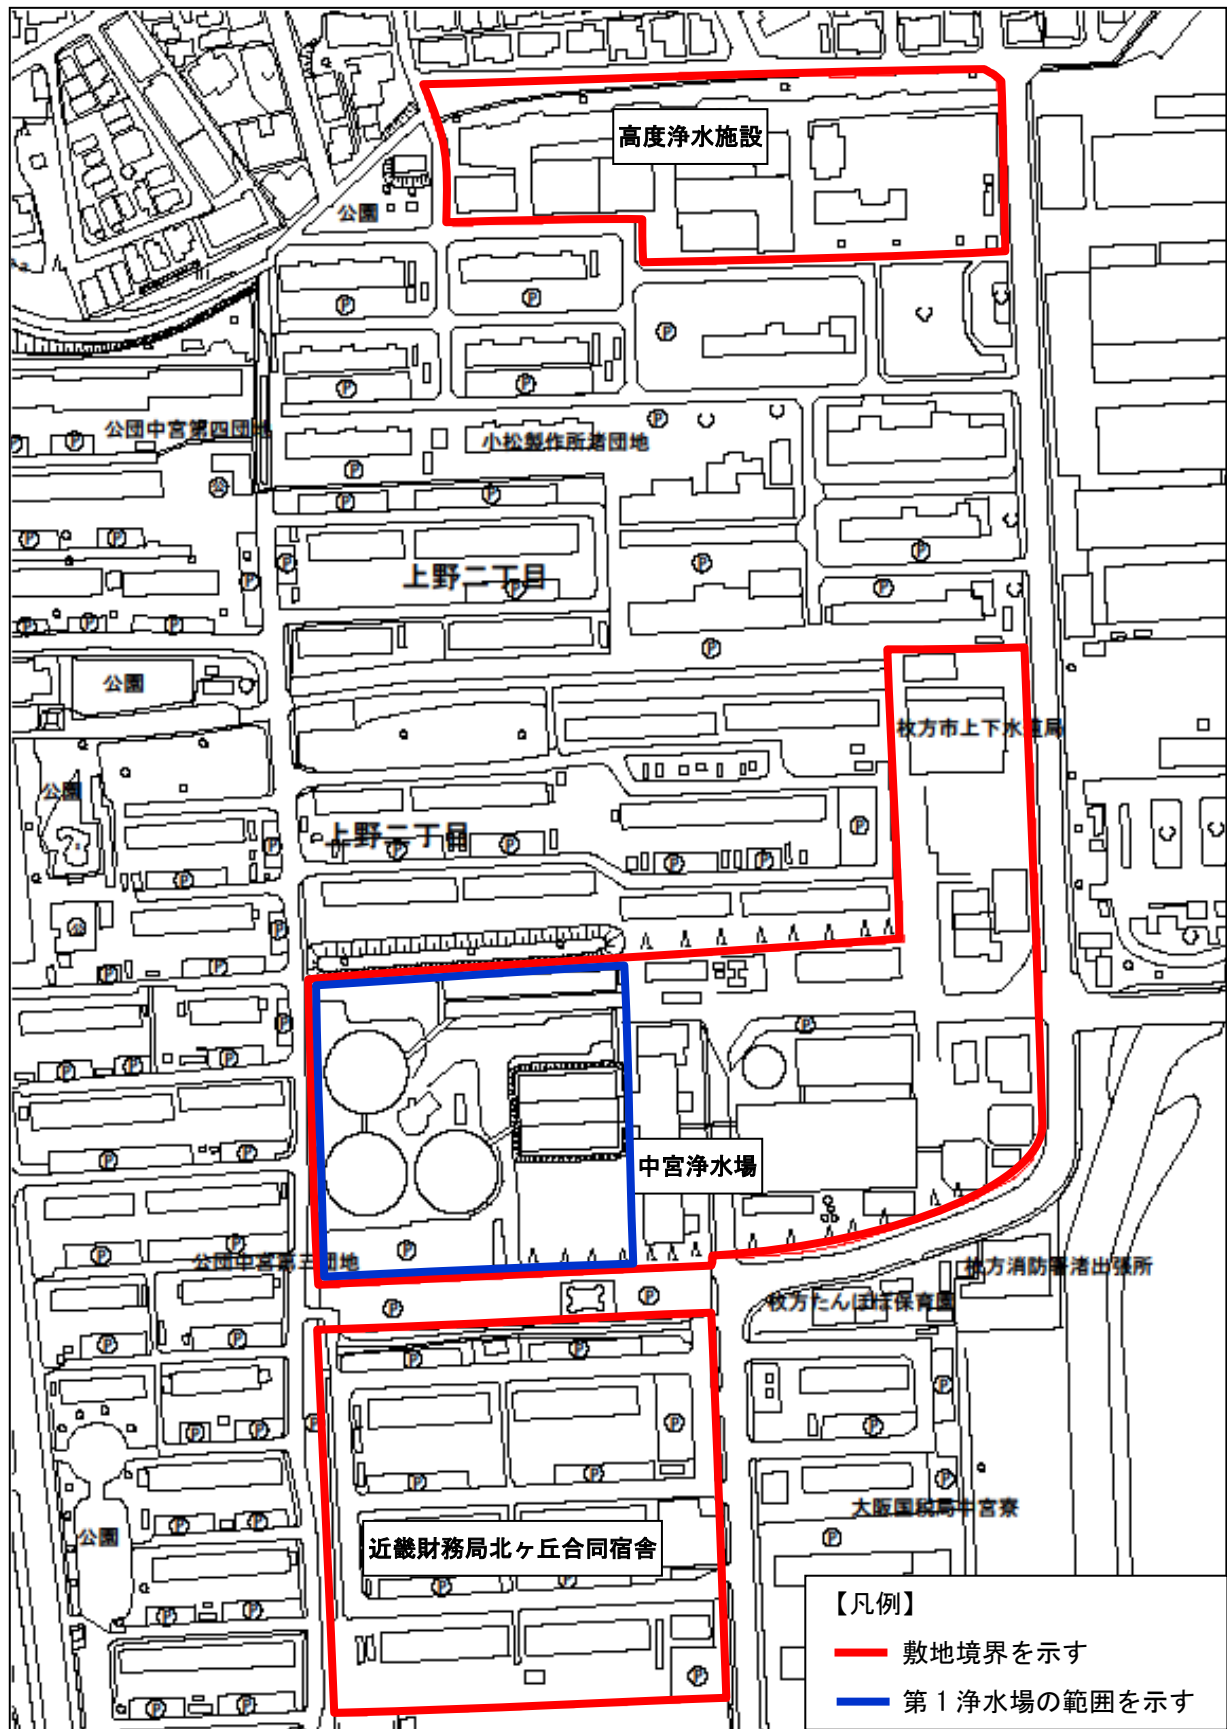 高度浄水施設
公園
公団中宮第四団地
小松製作所渚団地
上野二丁目
公園
枚方市上下水道局
公園
上野二丁目
中宮浄水場
公団中宮第三団地
枚方消防署渚出張所
枚方たんぽぽ保育園
大阪国税局中宮寮
公園
近畿財務局北ヶ丘合同宿舎
【凡例】
敷地境界を示す
第1浄水場の範囲を示す